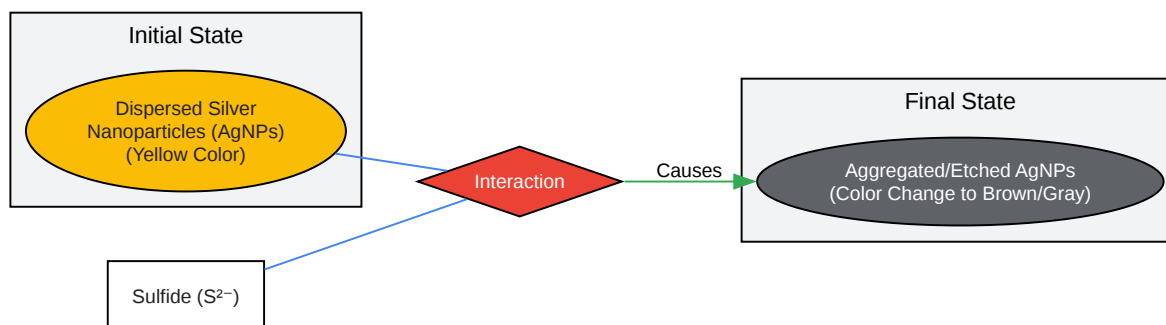 Initial State
Dispersed Silver
Nanoparticles (AgNPs)
(Yellow Color)
Sulfide (S²⁻)
Interaction
Causes
Final State
Aggregated/Etched AgNPs
(Color Change to Brown/Gray)